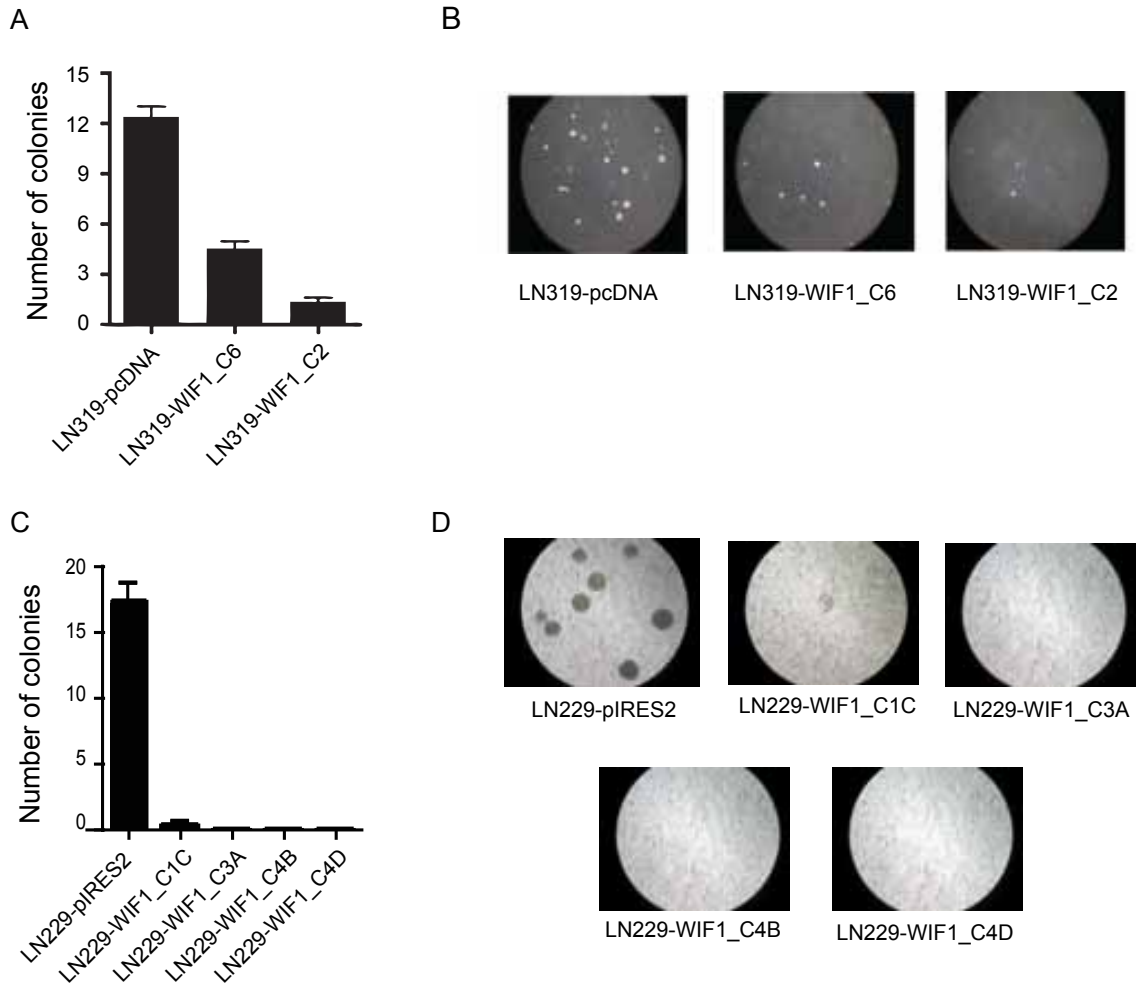 A
Number of colonies
15
12
9
6
3
0
LN319-pcDNA
LN319-WIF1_C6
LN319-WIF1_C2
B
LN319-pcDNA
LN319-WIF1_C6
LN319-WIF1_C2
C
Number of colonies
20
15
10
5
0
LN229-pIRES2
LN229-WIF1_C1C
LN229-WIF1_C3A
LN229-WIF1_C4B
LN229-WIF1_C4D
D
LN229-pIRES2
LN229-WIF1_C1C
LN229-WIF1_C3A
LN229-WIF1_C4B
LN229-WIF1_C4D